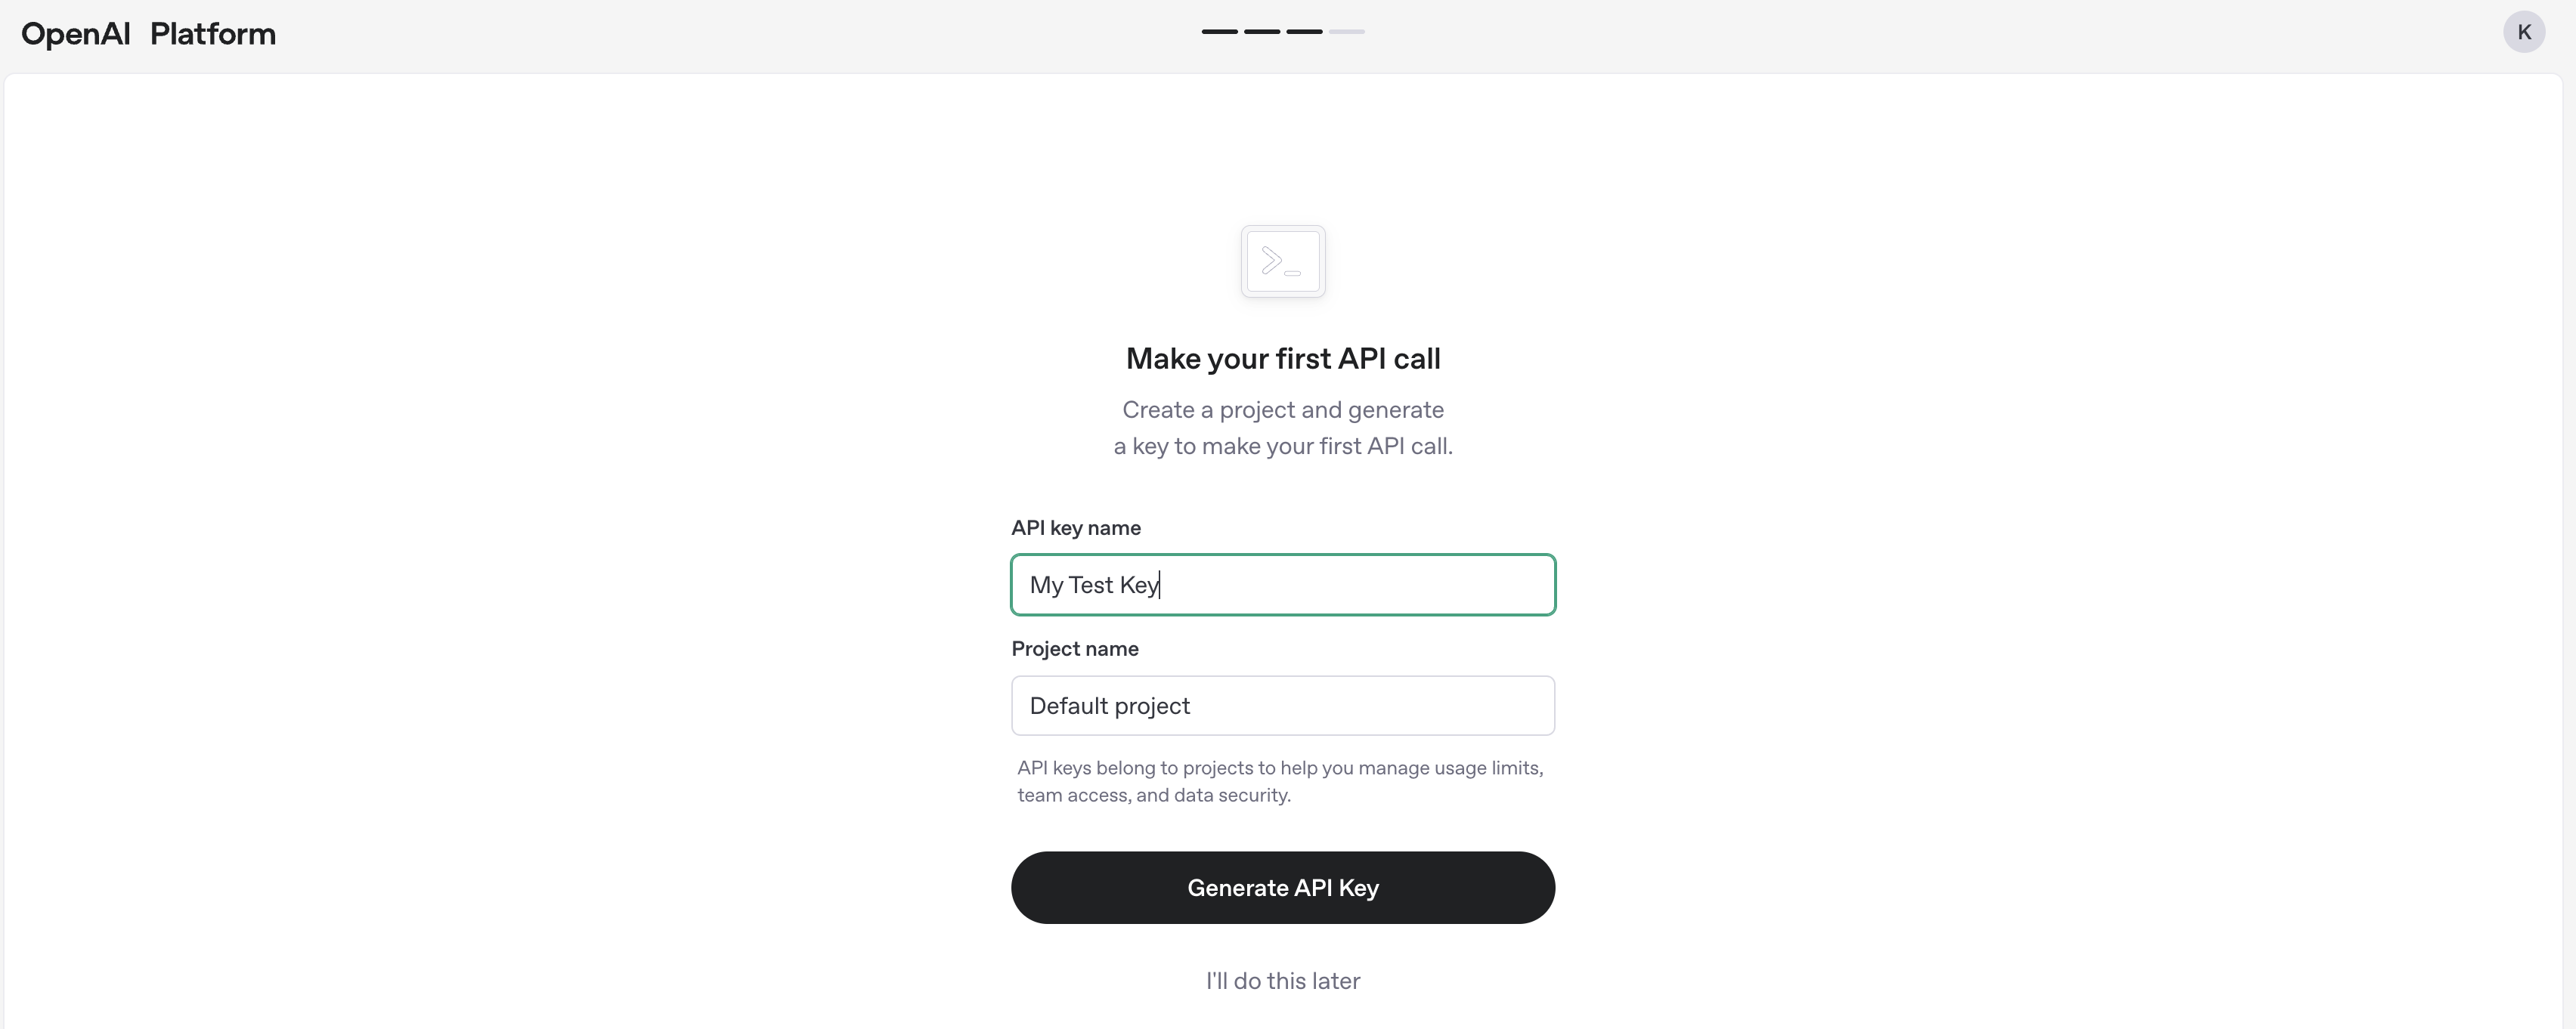 OpenAI Platform
K
>_
Make your first API call
Create a project and generate
a key to make your first API call.
API key name
My Test Key
Project name
Default project
API keys belong to projects to help you manage usage limits,
team access, and data security.
Generate API Key
I'll do this later